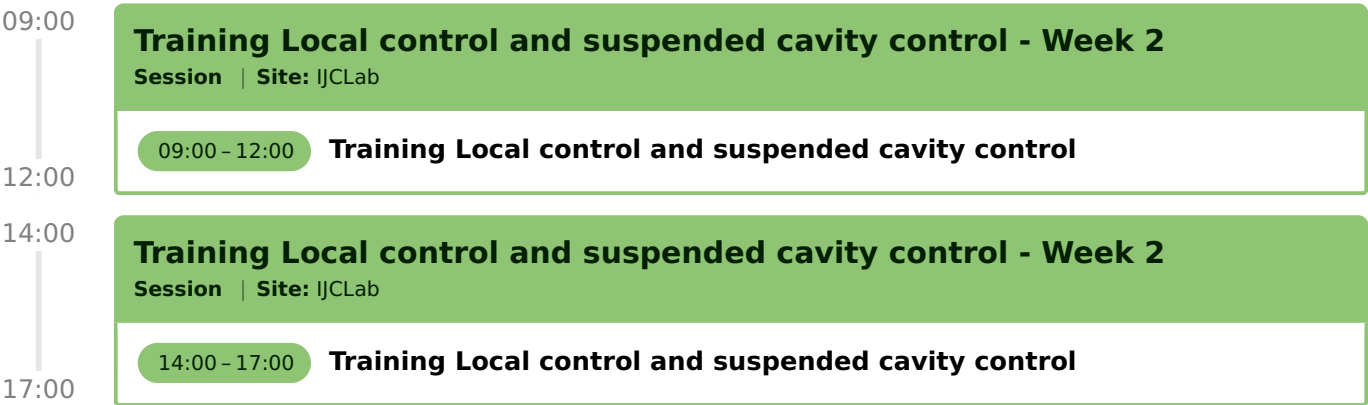 09:00
Training Local control and suspended cavity control - Week 2
Session | Site: IJCLab
09:00 – 12:00 Training Local control and suspended cavity control
12:00
14:00
Training Local control and suspended cavity control - Week 2
Session | Site: IJCLab
14:00 – 17:00 Training Local control and suspended cavity control
17:00